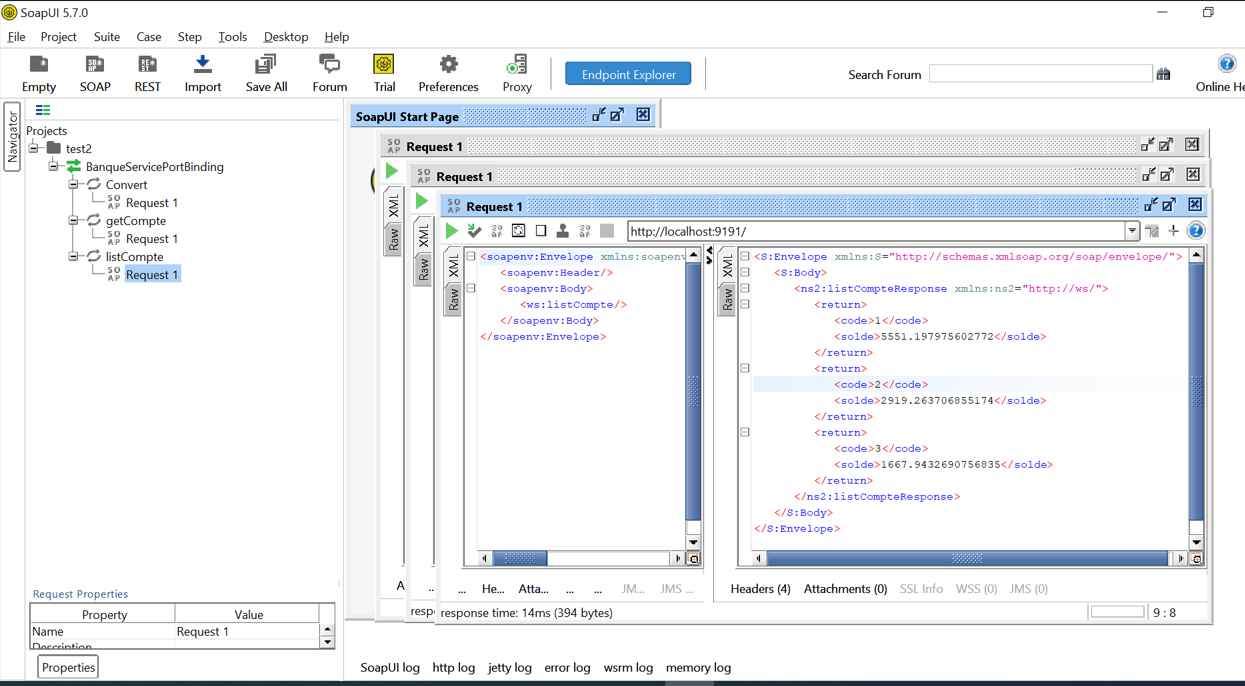 SoapUI 5.7.0
File Project Suite Case Step Tools Desktop Help
Empty SOAP REST Import Save All Forum Trial Preferences Proxy Endpoint Explorer Search Forum Online He
Navigator
Projects
test2
BanqueServicePortBinding
Convert
Request 1
getCompte
Request 1
listCompte
Request 1
SoapUI Start Page
Request 1
Request 1
Request 1
XML
Raw
XML
Raw
http://localhost:9191/
XML
Raw
<soapenv:Envelope xmlns:soapenv
<soapenv:Header/>
<soapenv:Body>
<ws:listCompte/>
</soapenv:Body>
</soapenv:Envelope>
XML
Raw
<S:Envelope xmlns:S="http://schemas.xmlsoap.org/soap/envelope/">
<S:Body>
<ns2:listCompteResponse xmlns:ns2="http://ws/">
<return>
<code>1</code>
<solde>5551.197975602772</solde>
</return>
<return>
<code>2</code>
<solde>2919.263706855174</solde>
</return>
<return>
<code>3</code>
<solde>1667.9432690756835</solde>
</return>
</ns2:listCompteResponse>
</S:Body>
</S:Envelope>
A ... ... He... Atta... ... ... JM... JMS ...
Headers (4) Attachments (0) SSL Info WSS (0) JMS (0)
resp response time: 14ms (394 bytes)
9 : 8
Request Properties
Property Value
Name Request 1
Description
Properties
SoapUI log http log jetty log error log wsrm log memory log